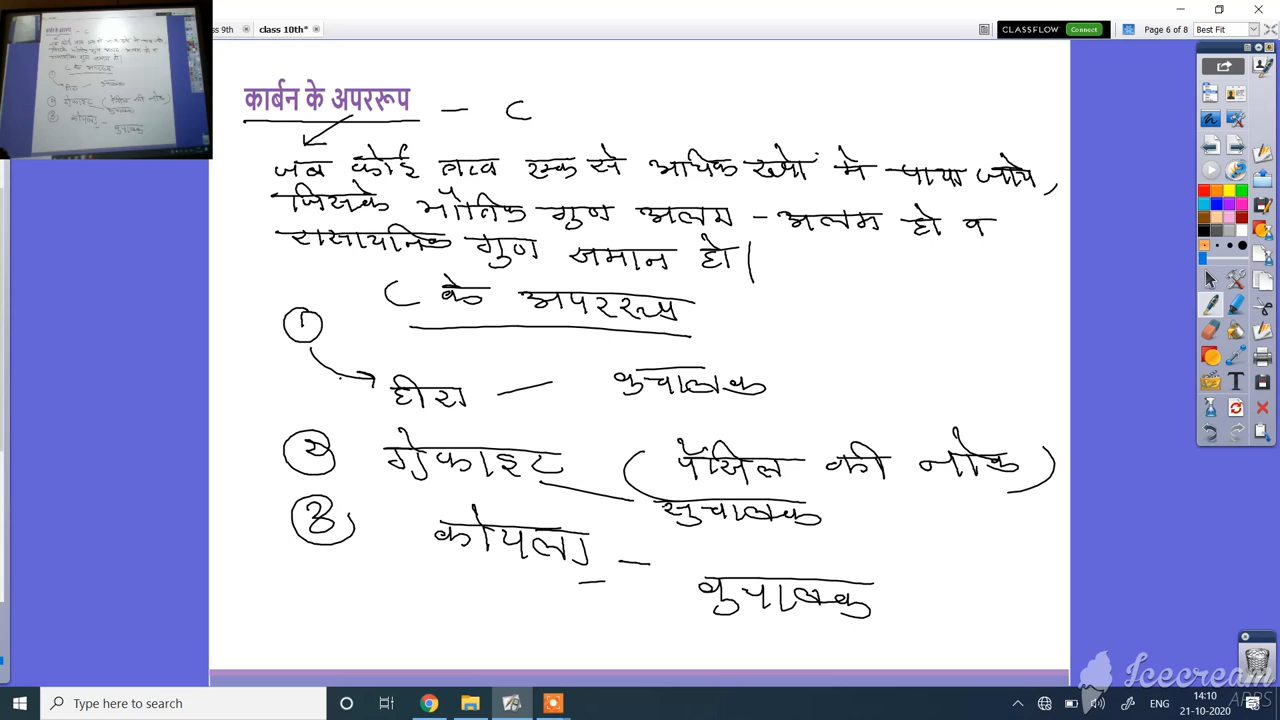 s 9th class 10th* CLASSFLOW Connect Page 6 of 8 Best Fit
कार्बन के अपररूप – C
जब कोई तत्व एक से अधिक रूपों में पाया जाये,
जिसके भौतिक गुण अलग - अलग हो व
रासायनिक गुण समान हो।
C के अपररूप
① हीरा – कुचालक
② ग्रेफाइट (पेंसिल की नोक)
सुचालक
③ कोयला – कुचालक
Icecream
APPS
Type here to search ENG 14:10
21-10-2020